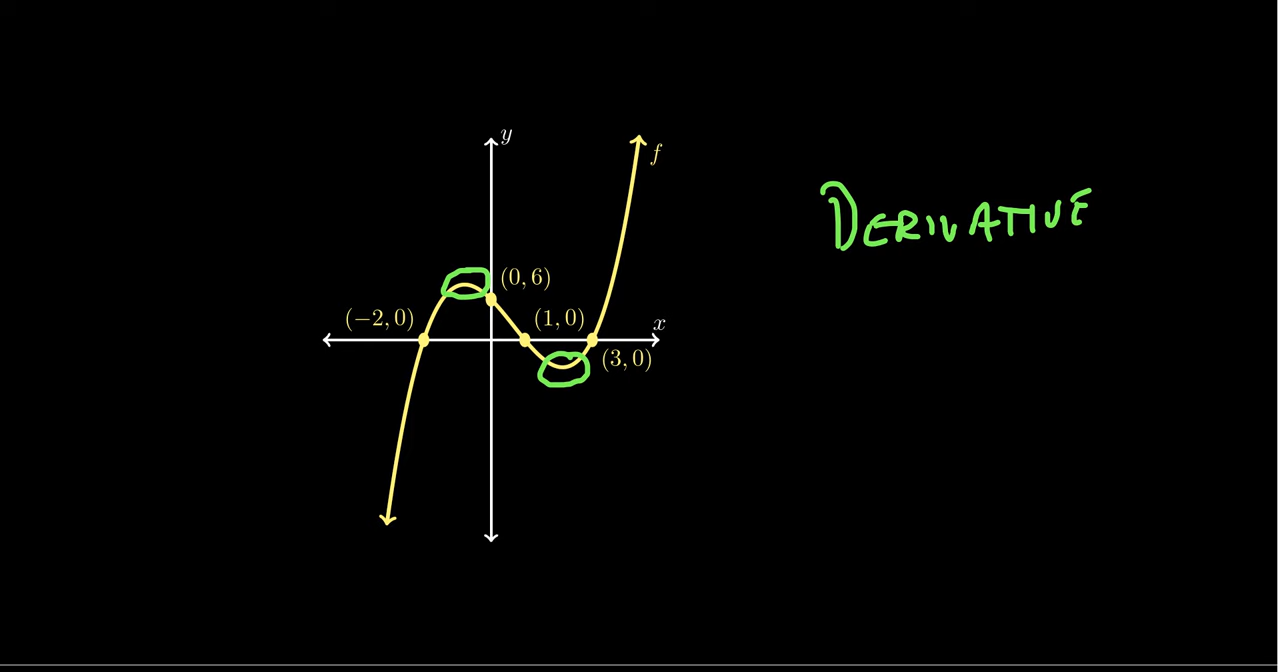 y
f
DERIVATIVE
(0, 6)
(−2, 0)
(1, 0)
x
(3, 0)